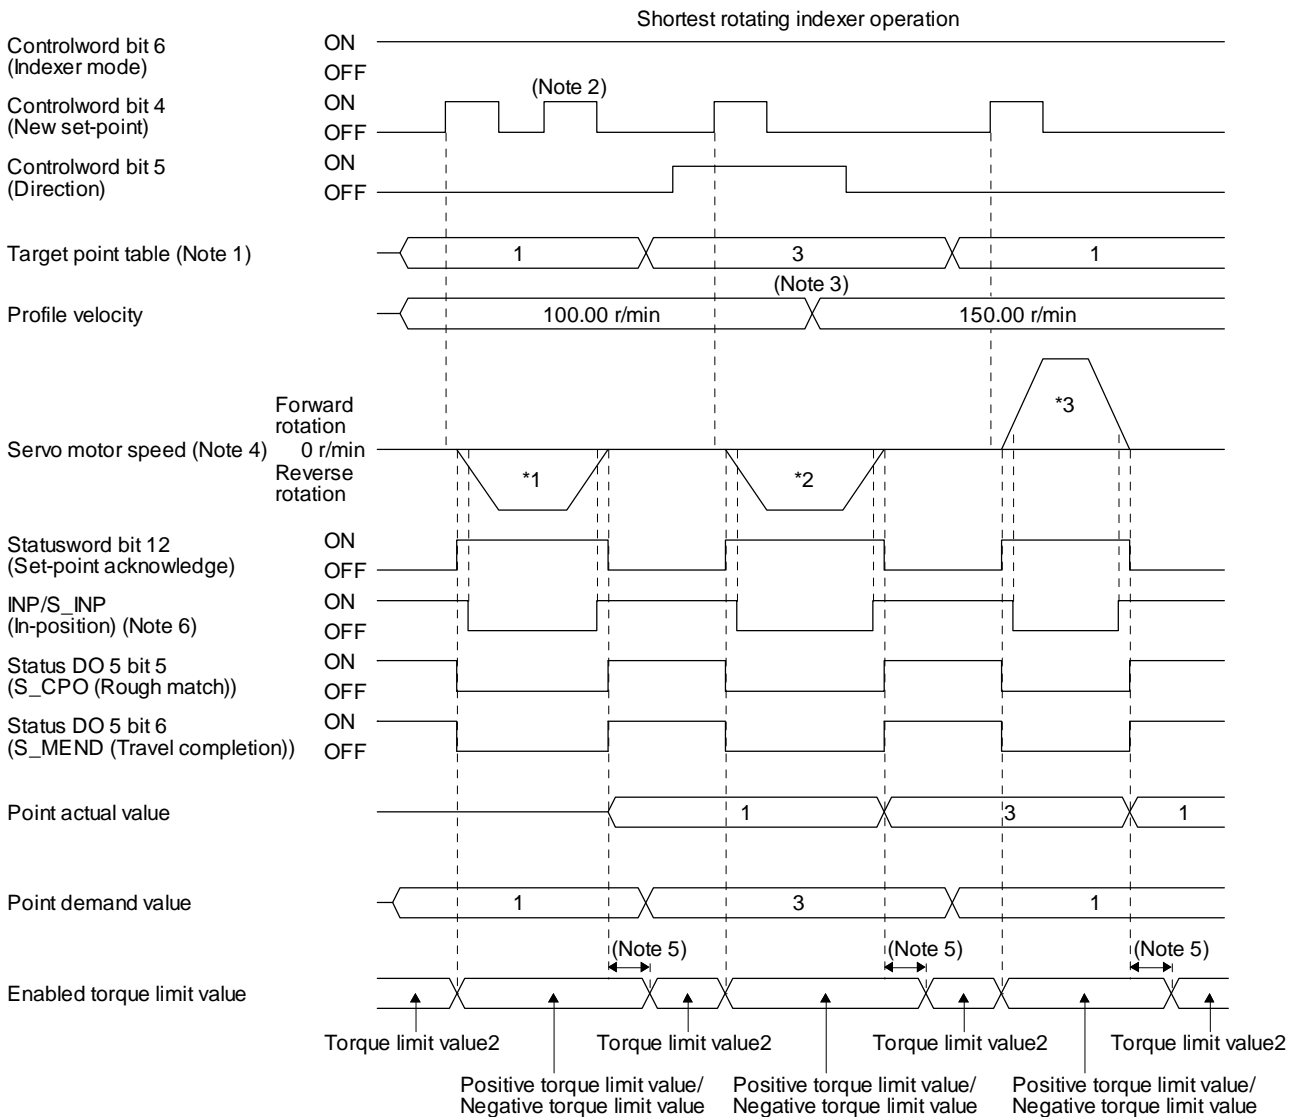 Shortest rotating indexer operation
Controlword bit 6
(Indexer mode)
ON
OFF
Controlword bit 4
(New set-point)
ON
OFF
(Note 2)
Controlword bit 5
(Direction)
ON
OFF
Target point table (Note 1)
1
3
1
Profile velocity
100.00 r/min
(Note 3)
150.00 r/min
Servo motor speed (Note 4)
Forward
rotation
0 r/min
Reverse
rotation
*1
*2
*3
Statusword bit 12
(Set-point acknowledge)
ON
OFF
INP/S_INP
(In-position) (Note 6)
ON
OFF
Status DO 5 bit 5
(S_CPO (Rough match))
ON
OFF
Status DO 5 bit 6
(S_MEND (Travel completion))
ON
OFF
Point actual value
1
3
1
Point demand value
1
3
1
Enabled torque limit value
(Note 5)
(Note 5)
(Note 5)
Torque limit value2
Torque limit value2
Torque limit value2
Torque limit value2
Positive torque limit value/
Negative torque limit value
Positive torque limit value/
Negative torque limit value
Positive torque limit value/
Negative torque limit value